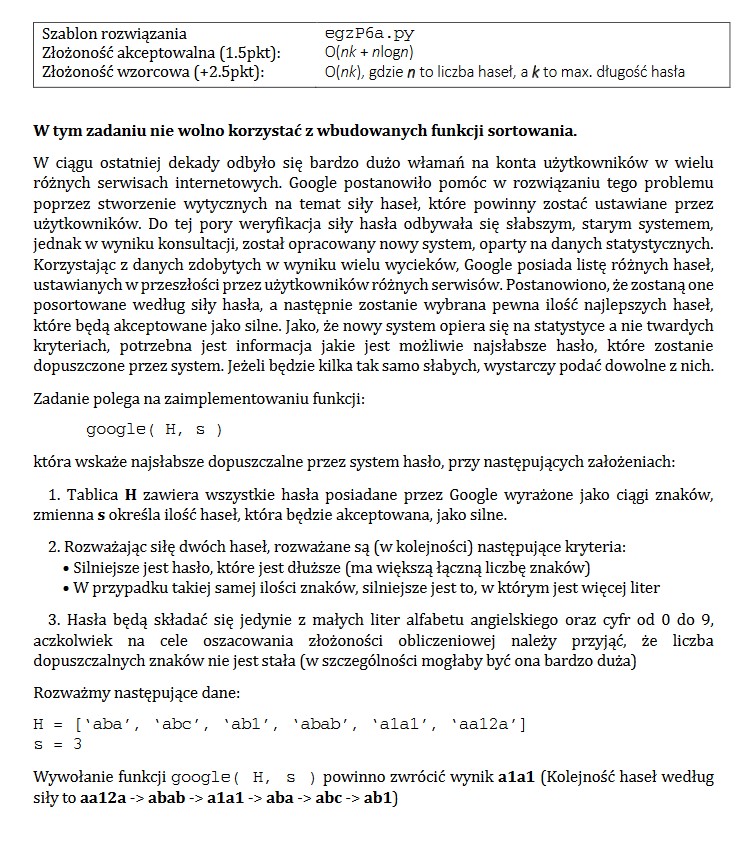 Szablon rozwiązania egzP6a.py
Złożoność akceptowalna (1.5pkt): O(nk + nlogn)
Złożoność wzorcowa (+2.5pkt): O(nk), gdzie n to liczba haseł, a k to max. długość hasła
W tym zadaniu nie wolno korzystać z wbudowanych funkcji sortowania.
W ciągu ostatniej dekady odbyło się bardzo dużo włamań na konta użytkowników w wielu
różnych serwisach internetowych. Google postanowiło pomóc w rozwiązaniu tego problemu
poprzez stworzenie wytycznych na temat siły haseł, które powinny zostać ustawiane przez
użytkowników. Do tej pory weryfikacja siły hasła odbywała się słabszym, starym systemem,
jednak w wyniku konsultacji, został opracowany nowy system, oparty na danych statystycznych.
Korzystając z danych zdobytych w wyniku wielu wycieków, Google posiada listę różnych haseł,
ustawianych w przeszłości przez użytkowników różnych serwisów. Postanowiono, że zostaną one
posortowane według siły hasła, a następnie zostanie wybrana pewna ilość najlepszych haseł,
które będą akceptowane jako silne. Jako, że nowy system opiera się na statystyce a nie twardych
kryteriach, potrzebna jest informacja jakie jest możliwie najsłabsze hasło, które zostanie
dopuszczone przez system. Jeżeli będzie kilka tak samo słabych, wystarczy podać dowolne z nich.
Zadanie polega na zaimplementowaniu funkcji:
google( H, s )
która wskaże najsłabsze dopuszczalne przez system hasło, przy następujących założeniach:
1. Tablica H zawiera wszystkie hasła posiadane przez Google wyrażone jako ciągi znaków,
zmienna s określa ilość haseł, która będzie akceptowana, jako silne.
2. Rozważając siłę dwóch haseł, rozważane są (w kolejności) następujące kryteria:
• Silniejsze jest hasło, które jest dłuższe (ma większą łączną liczbę znaków)
• W przypadku takiej samej ilości znaków, silniejsze jest to, w którym jest więcej liter
3. Hasła będą składać się jedynie z małych liter alfabetu angielskiego oraz cyfr od 0 do 9,
aczkolwiek na cele oszacowania złożoności obliczeniowej należy przyjąć, że liczba
dopuszczalnych znaków nie jest stała (w szczególności mogłaby być ona bardzo duża)
Rozważmy następujące dane:
H = [‘aba’, ‘abc’, ‘ab1’, ‘abab’, ‘a1a1’, ‘aa12a’]
s = 3
Wywołanie funkcji google( H, s ) powinno zwrócić wynik a1a1 (Kolejność haseł według
siły to aa12a -> abab -> a1a1 -> aba -> abc -> ab1)